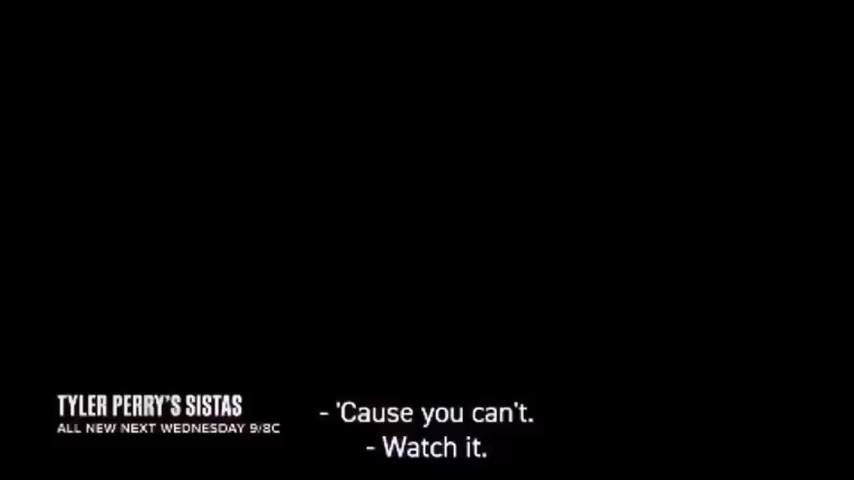 TYLER PERRY'S SISTAS
ALL NEW NEXT WEDNESDAY 9/8C
- 'Cause you can't.
- Watch it.